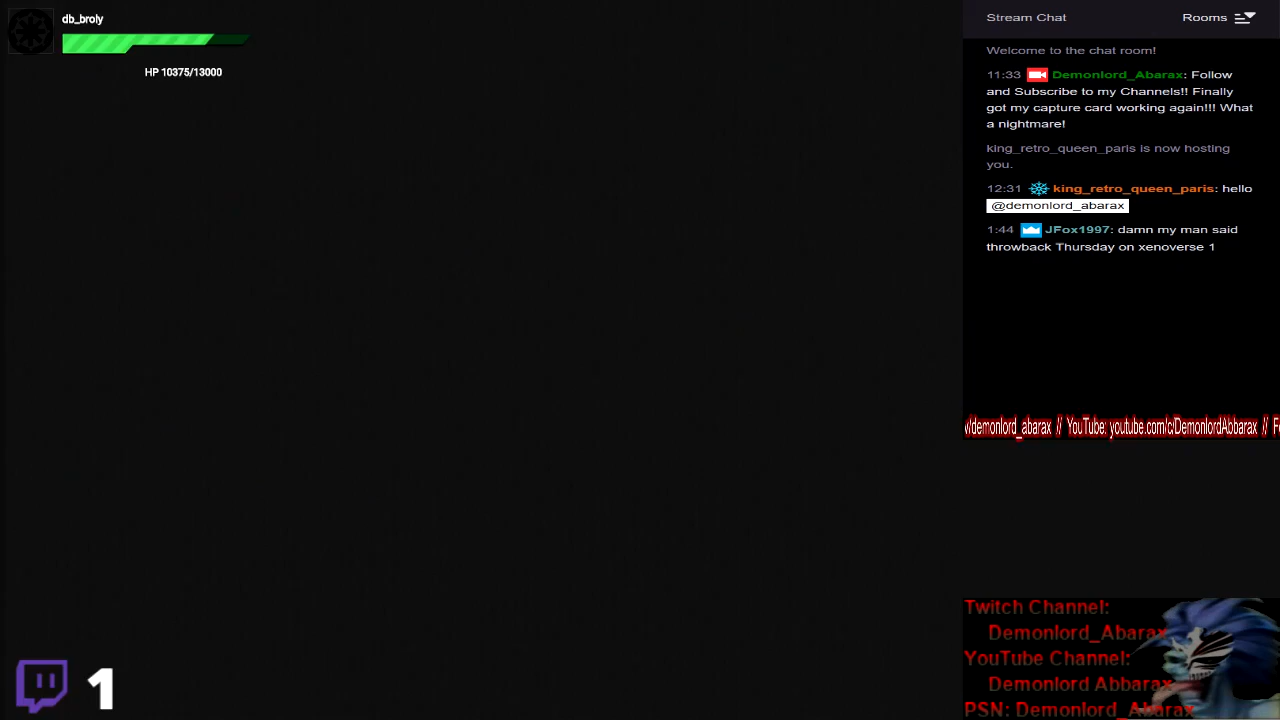 db_broly
HP 10375/13000
Stream Chat
Rooms
Welcome to the chat room!
11:33 Demonlord_Abarax: Follow
and Subscribe to my Channels!! Finally
got my capture card working again!!! What
a nightmare!
king_retro_queen_paris is now hosting
you.
12:31 king_retro_queen_paris: hello
@demonlord_abarax
1:44 JFox1997: damn my man said
throwback Thursday on xenoverse 1
/demonlord_abarax // YouTube: youtube.com/c/DemonlordAbbarax // F
Twitch Channel:
Demonlord_Abarax
YouTube Channel:
Demonlord Abbarax
PSN: Demonlord_Abarax
1